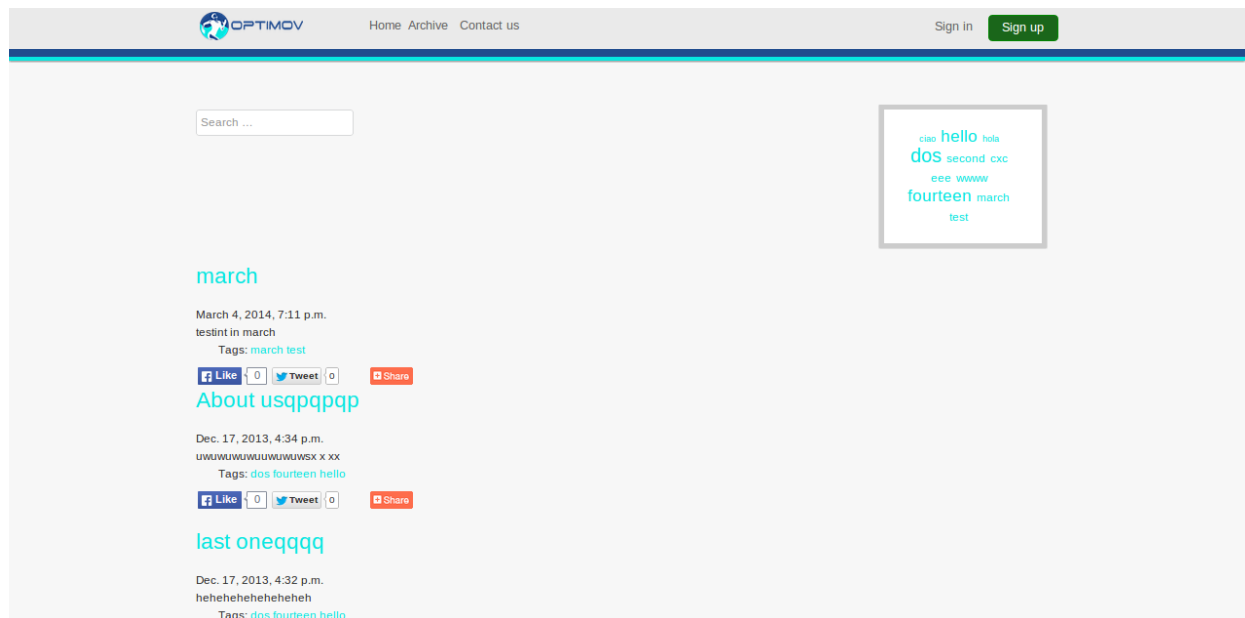 OPTIMOV Home Archive Contact us Sign in Sign up
Search ...
ciao hello hola
dos second cxc
eee wwww
fourteen march
test
march
March 4, 2014, 7:11 p.m.
testint in march
Tags: march test
Like 0 Tweet 0 Share
About usqpqpqp
Dec. 17, 2013, 4:34 p.m.
uwuwuwuwuuwuwuwsx x xx
Tags: dos fourteen hello
Like 0 Tweet 0 Share
last oneqqqq
Dec. 17, 2013, 4:32 p.m.
heheheheheheheheh
Tags: dos fourteen hello